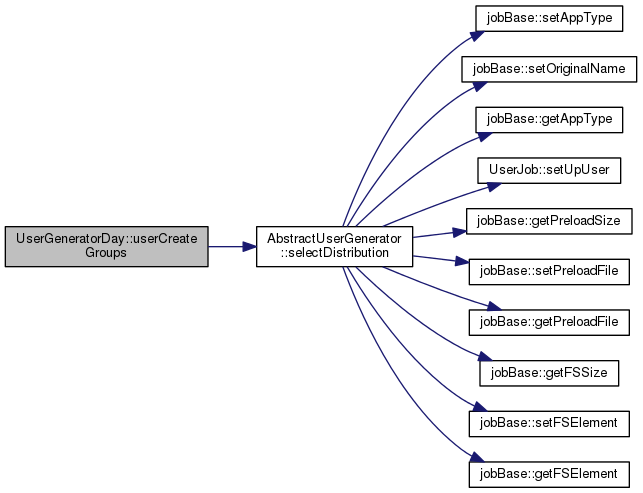 UserGeneratorDay::userCreate
Groups
AbstractUserGenerator
::selectDistribution
jobBase::setAppType
jobBase::setOriginalName
jobBase::getAppType
UserJob::setUpUser
jobBase::getPreloadSize
jobBase::setPreloadFile
jobBase::getPreloadFile
jobBase::getFSSize
jobBase::setFSElement
jobBase::getFSElement